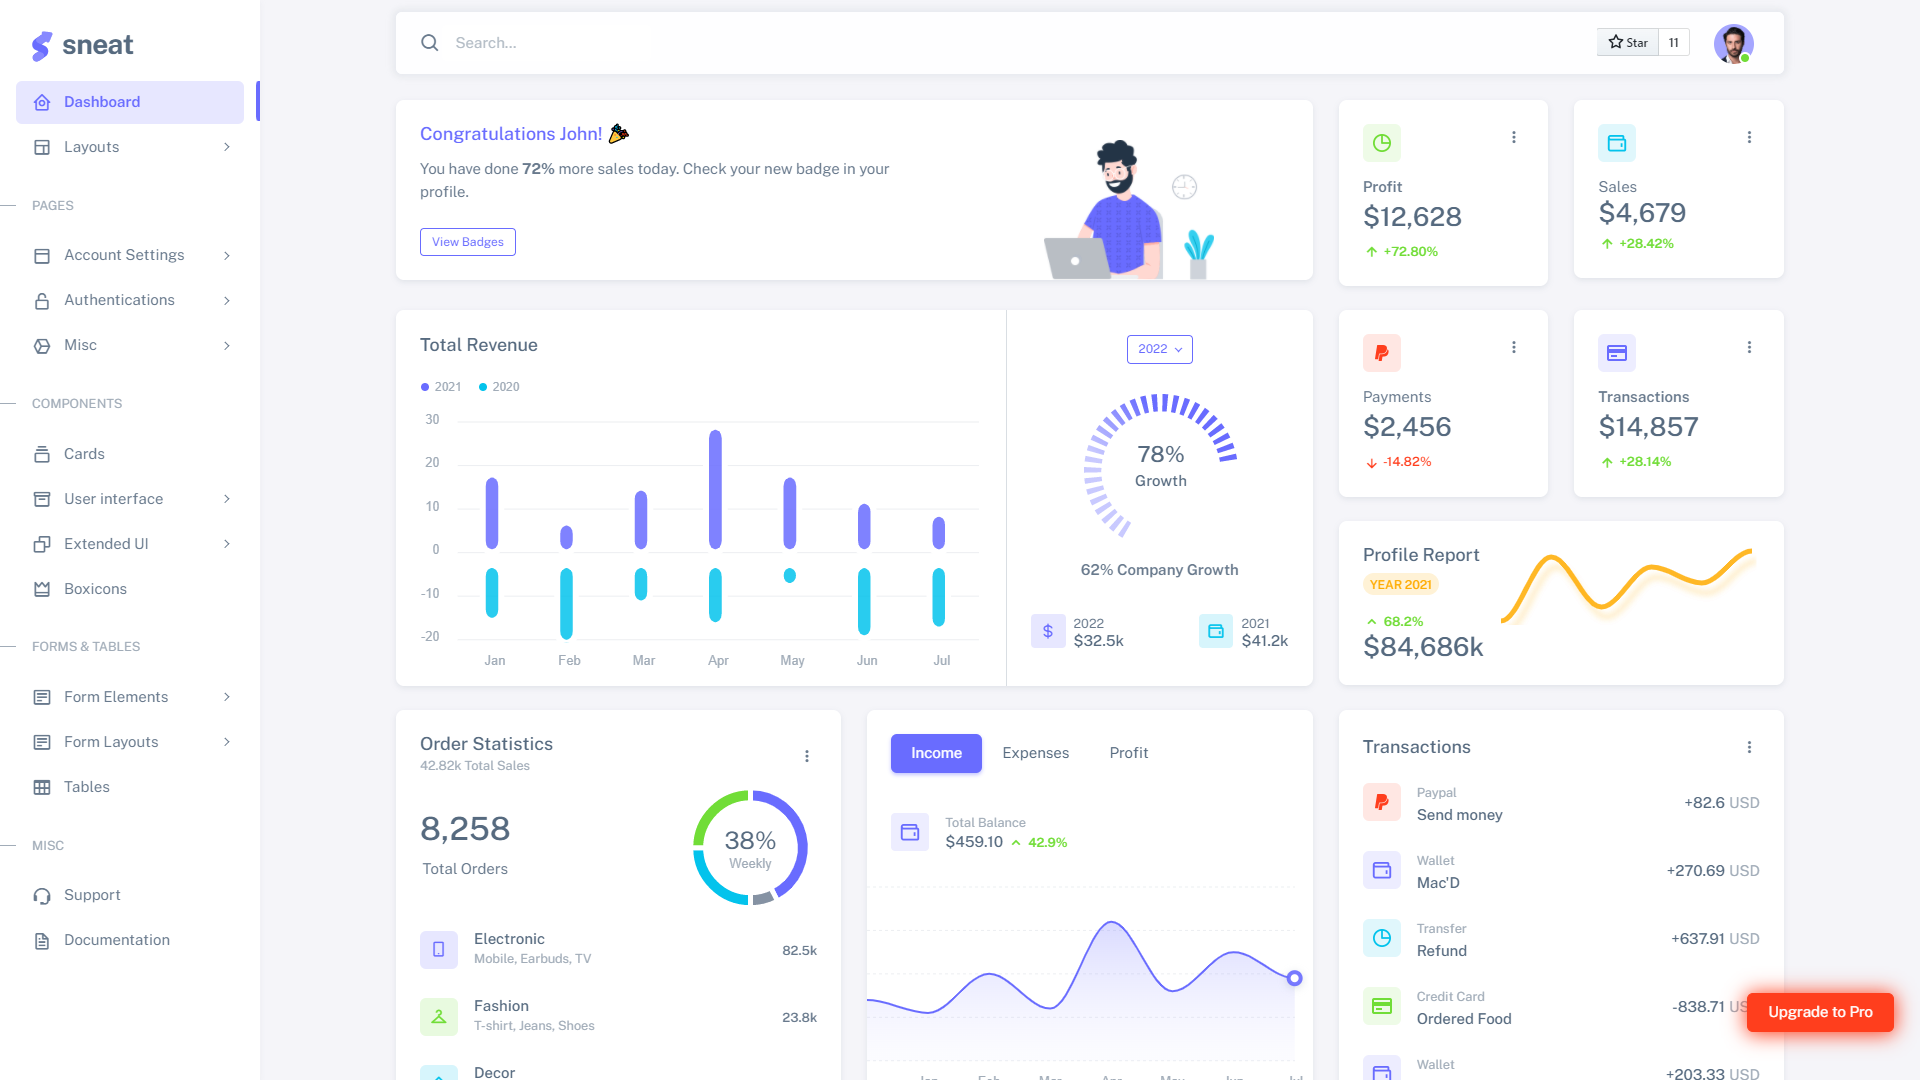 sneat
Dashboard
Layouts
PAGES
Account Settings
Authentications
Misc
COMPONENTS
Cards
User interface
Extended UI
Boxicons
FORMS & TABLES
Form Elements
Form Layouts
Tables
MISC
Support
Documentation
Search...
Star 11
Congratulations John!
You have done 72% more sales today. Check your new badge in your
profile.
View Badges
Profit
$12,628
+72.80%
Sales
$4,679
+28.42%
Total Revenue
2021 2020
30
20
10
0
-10
-20
Jan Feb Mar Apr May Jun Jul
2022
78%
Growth
62% Company Growth
2022
$32.5k
2021
$41.2k
Payments
$2,456
-14.82%
Transactions
$14,857
+28.14%
Profile Report
YEAR 2021
68.2%
$84,686k
Order Statistics
42.82k Total Sales
8,258
Total Orders
38%
Weekly
Electronic
Mobile, Earbuds, TV
82.5k
Fashion
T-shirt, Jeans, Shoes
23.8k
Decor
Income Expenses Profit
Total Balance
$459.10 42.9%
Jan Feb Mar Apr May Jun Jul
Transactions
Paypal
Send money
+82.6 USD
Wallet
Mac'D
+270.69 USD
Transfer
Refund
+637.91 USD
Credit Card
Ordered Food
-838.71
Wallet
+203.33 USD
Upgrade to Pro